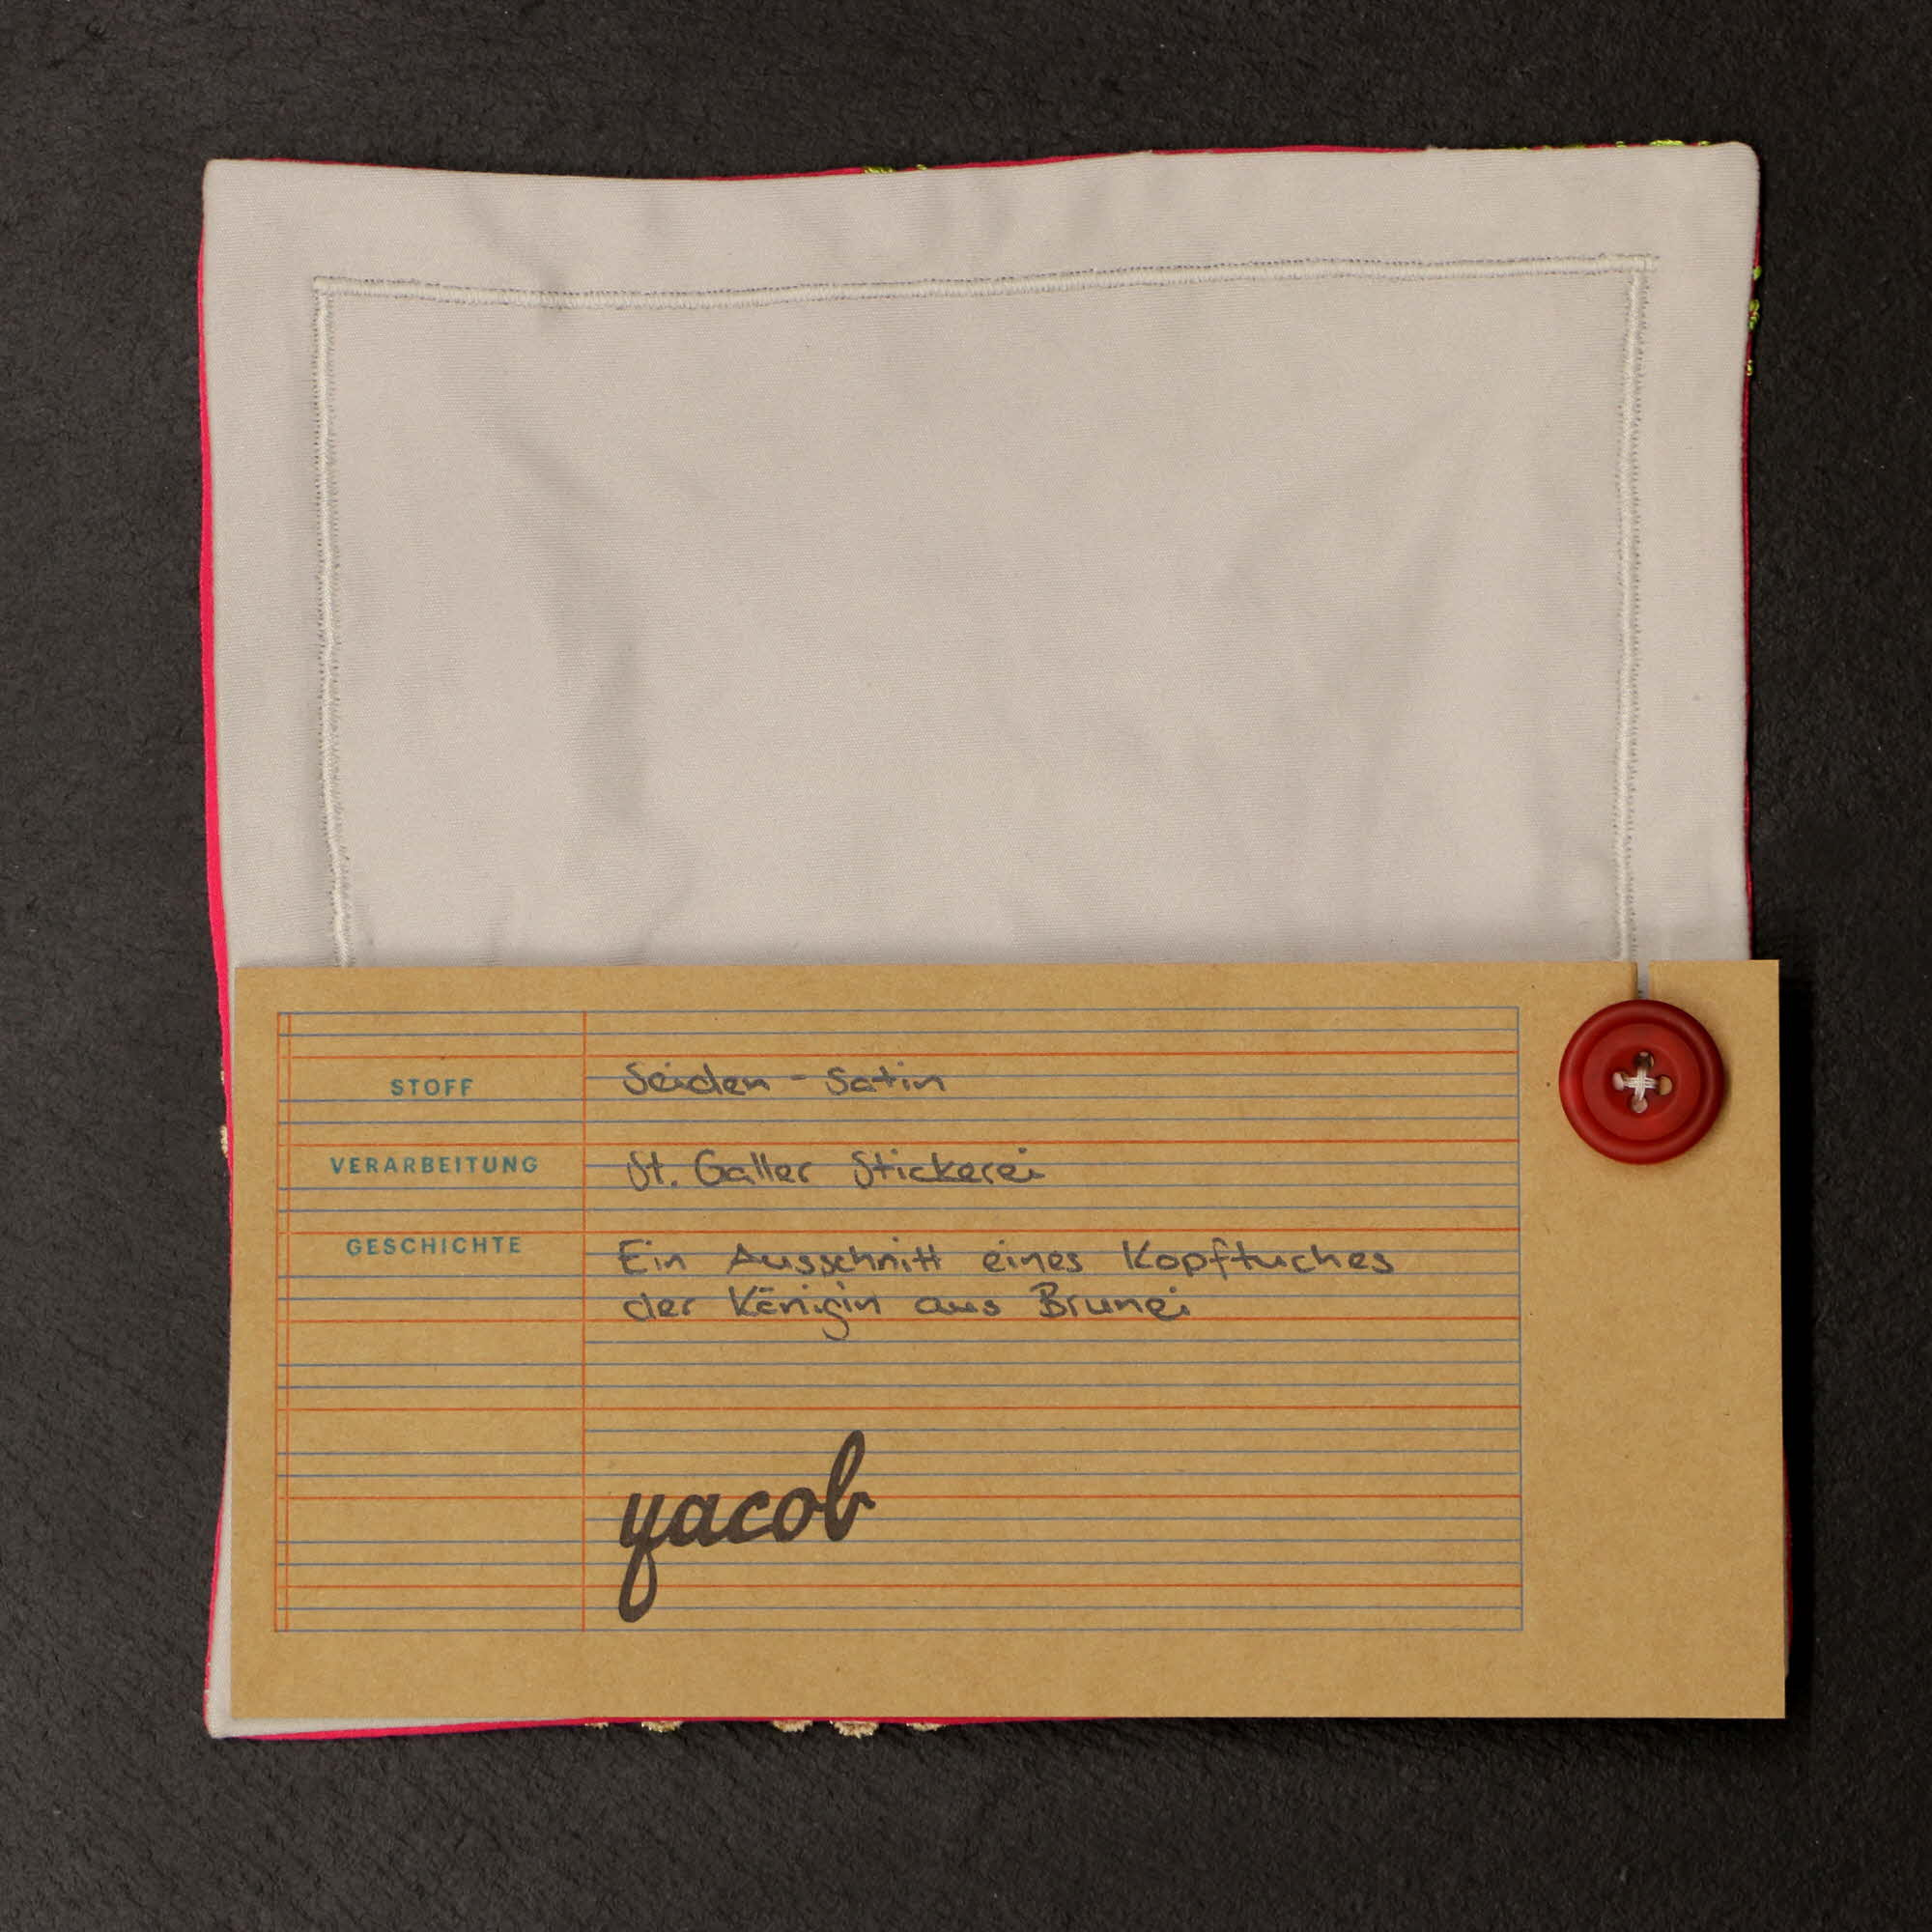 STOFF Seiden - Satin
VERARBEITUNG St. Galler Stickerei
GESCHICHTE Ein Ausschnitt eines Kopftuches
der Königin aus Brunei
yacob